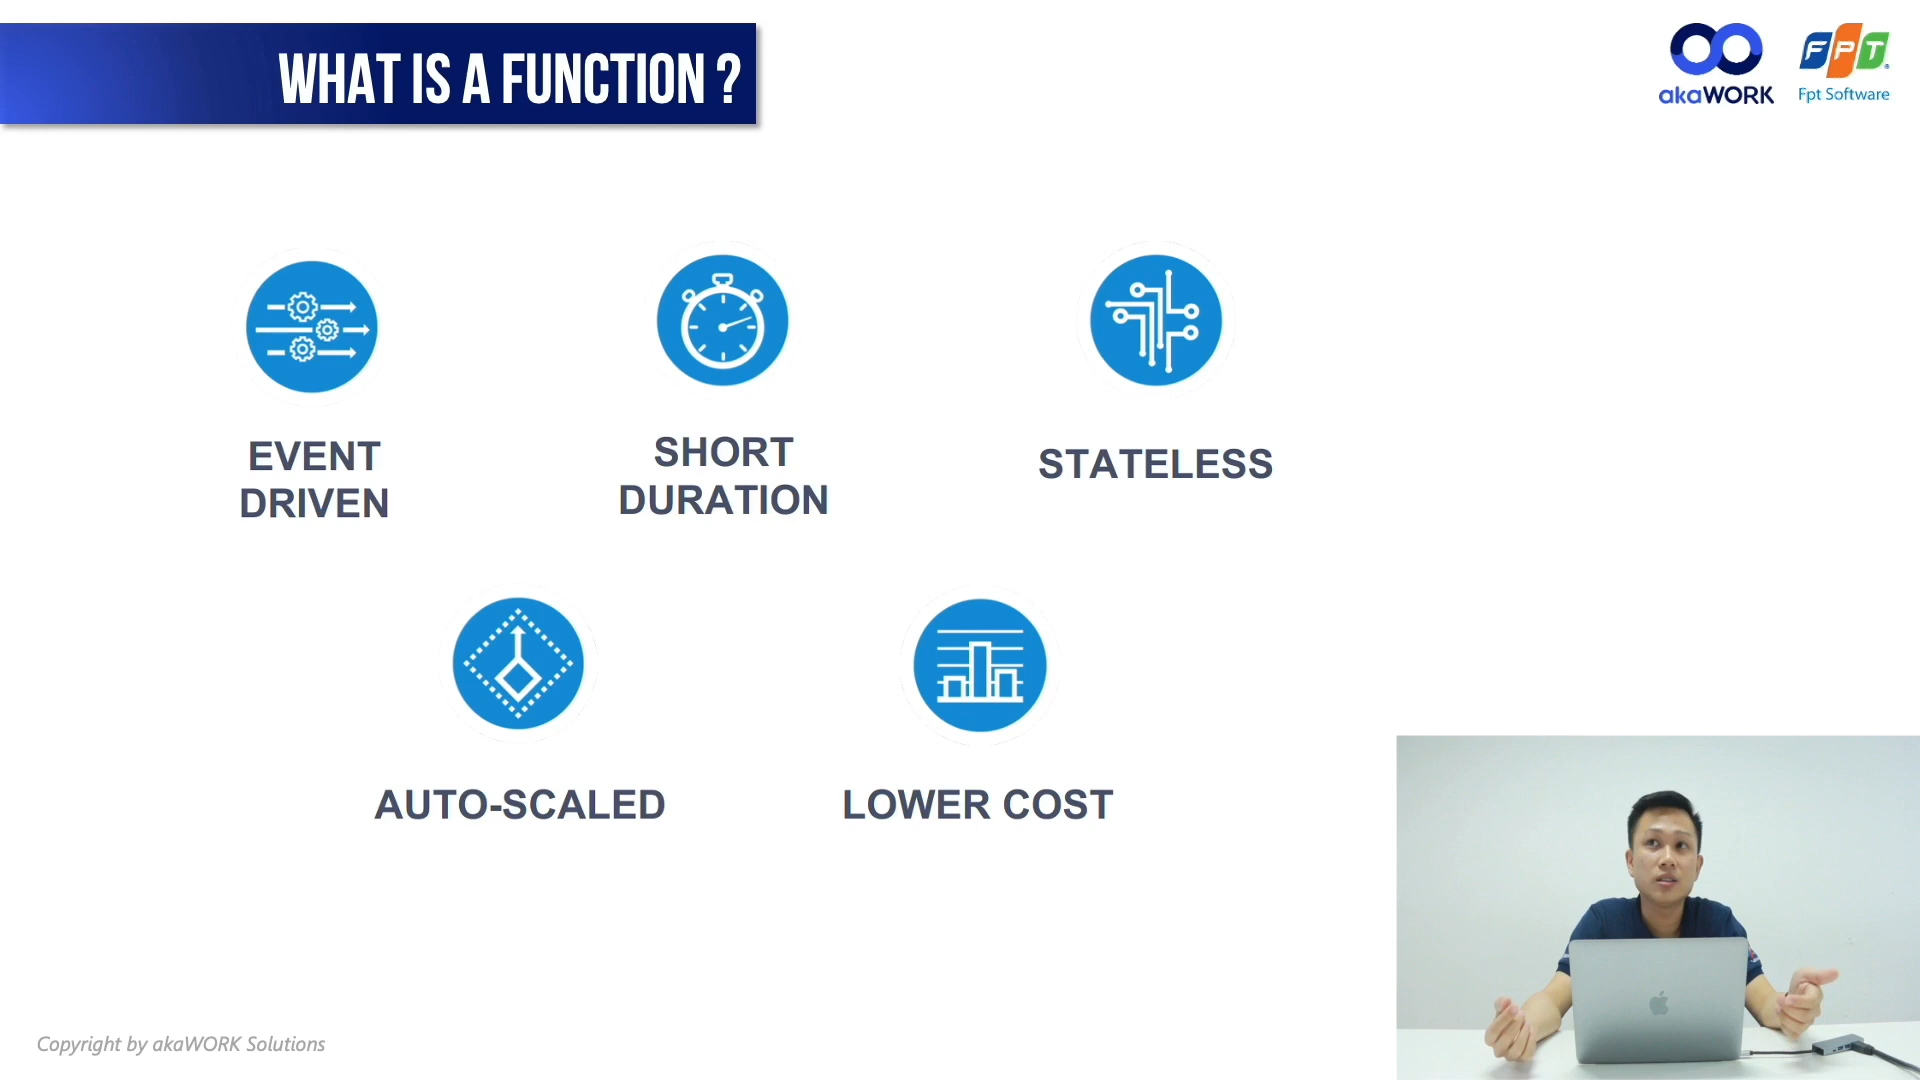 WHAT IS A FUNCTION ?
akaWORK
FPT
Fpt Software
EVENT
DRIVEN
SHORT
DURATION
STATELESS
AUTO-SCALED
LOWER COST
Copyright by akaWORK Solutions